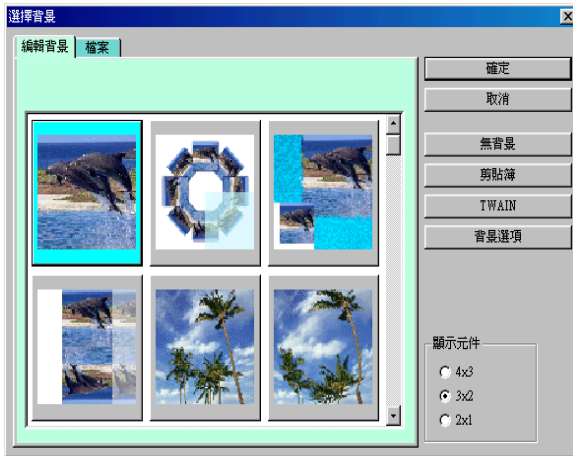 選擇背景
編輯背景
檔案
確定
取消
無背景
剪貼簿
TWAIN
背景選項
顯示元件
4x3
3x2
2x1